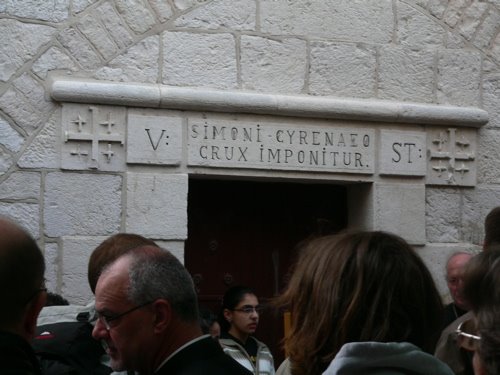 V: SIMONI · CYRENAEO ST:
CRUX IMPONITUR.